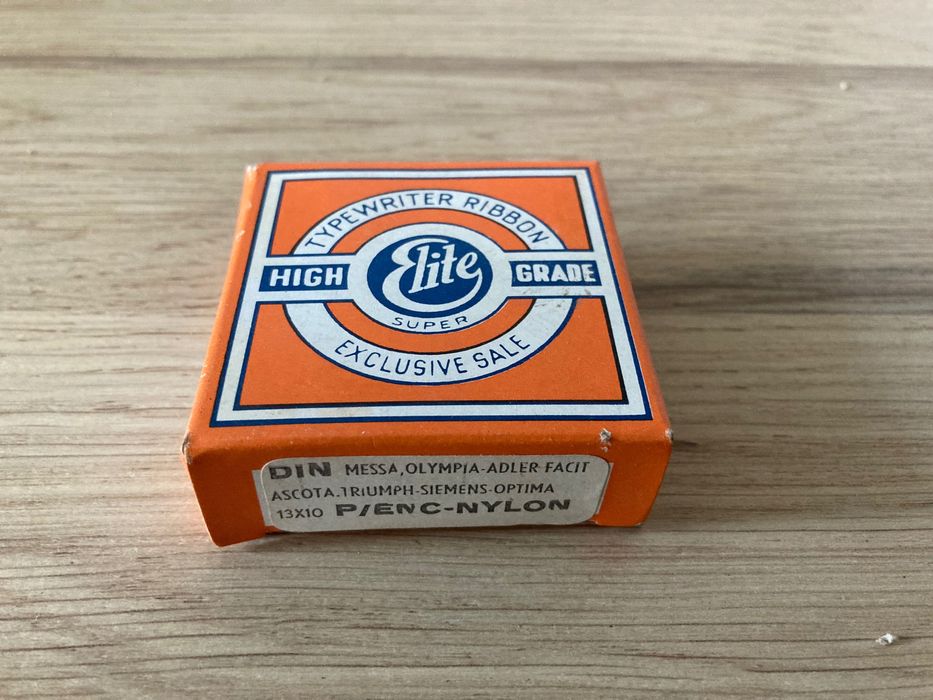 TYPEWRITER RIBBON
HIGH Elite GRADE
SUPER
EXCLUSIVE SALE
DIN MESSA,OLYMPIA-ADLER-FACIT
ASCOTA.TRIUMPH-SIEMENS-OPTIMA
13X10 P/ENC-NYLON